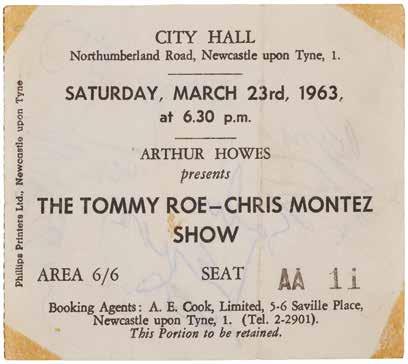 CITY HALL
Northumberland Road, Newcastle upon Tyne, 1.
SATURDAY, MARCH 23rd, 1963,
at 6.30 p.m.
ARTHUR HOWES
presents
THE TOMMY ROE—CHRIS MONTEZ
SHOW
AREA 6/6 SEAT AA 11
Booking Agents: A. E. Cook, Limited, 5-6 Saville Place,
Newcastle upon Tyne, 1. (Tel. 2-2901).
This Portion to be retained.
Phillips Printers Ltd., Newcastle upon Tyne